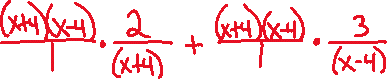 (x+4)(x-4)/1 · 2/(x+4) + (x+4)(x-4)/1 · 3/(x-4)